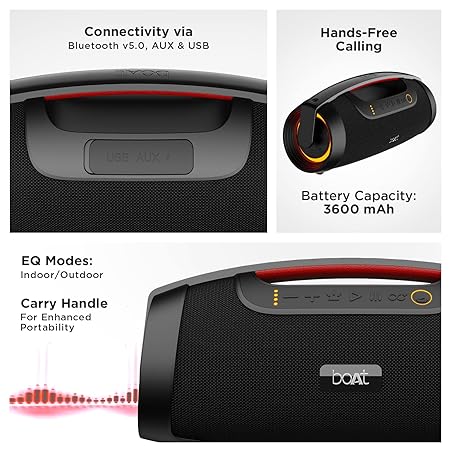 Connectivity via
Bluetooth v5.0, AUX & USB
USB AUX
Hands-Free
Calling
boAt
Battery Capacity:
3600 mAh
EQ Modes:
Indoor/Outdoor
Carry Handle
For Enhanced
Portability
boAt